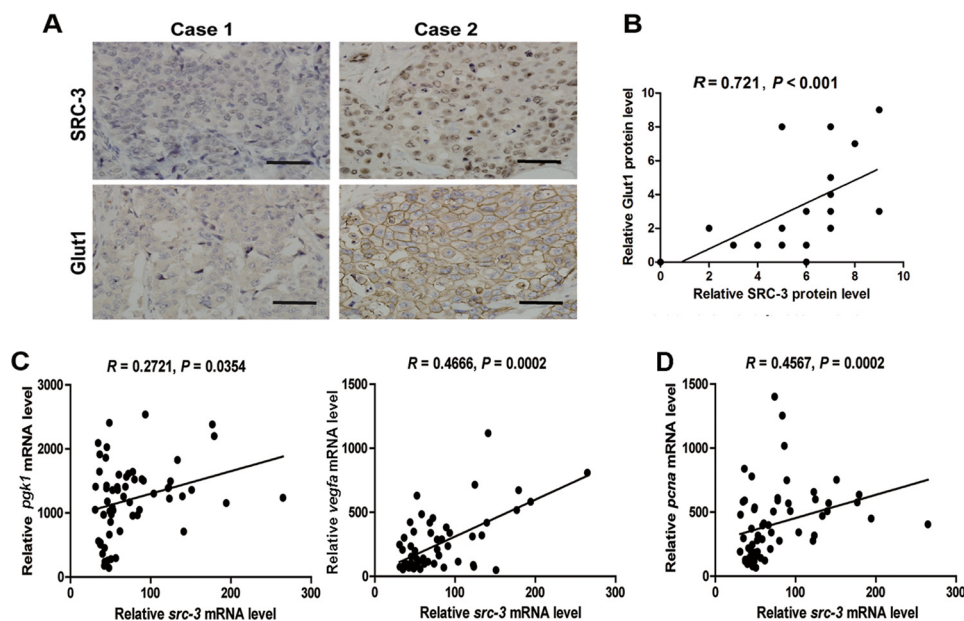 A
Case 1
Case 2
SRC-3
Glut1
B
R = 0.721, P < 0.001
Relative Glut1 protein level
10
8
6
4
2
0
0 2 4 6 8 10
Relative SRC-3 protein level
C
R = 0.2721, P = 0.0354
Relative pgk1 mRNA level
3000
2000
1000
0
0 100 200 300
Relative src-3 mRNA level
R = 0.4666, P = 0.0002
Relative vegfa mRNA level
1500
1000
500
0
0 100 200 300
Relative src-3 mRNA level
D
R = 0.4567, P = 0.0002
Relative pcna mRNA level
1500
1000
500
0
0 100 200 300
Relative src-3 mRNA level